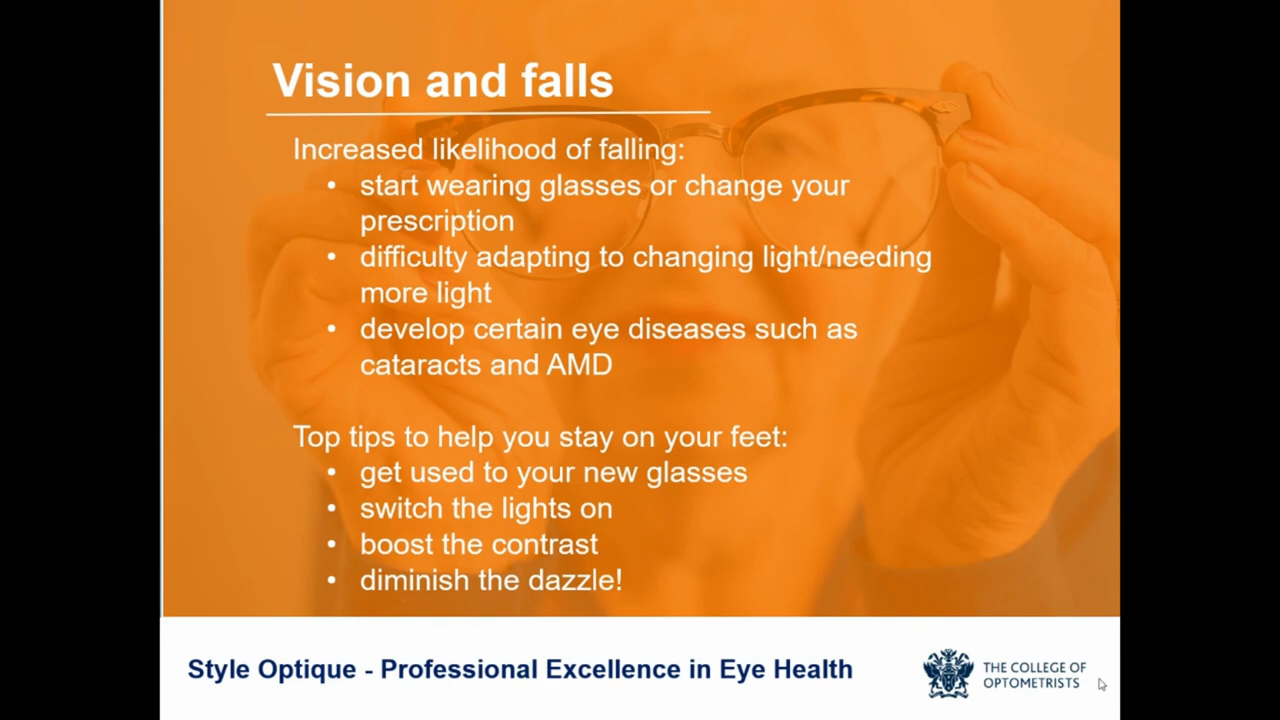 Vision and falls
Increased likelihood of falling:
• start wearing glasses or change your
prescription
• difficulty adapting to changing light/needing
more light
• develop certain eye diseases such as
cataracts and AMD
Top tips to help you stay on your feet:
• get used to your new glasses
• switch the lights on
• boost the contrast
• diminish the dazzle!
Style Optique - Professional Excellence in Eye Health
THE COLLEGE OF
OPTOMETRISTS